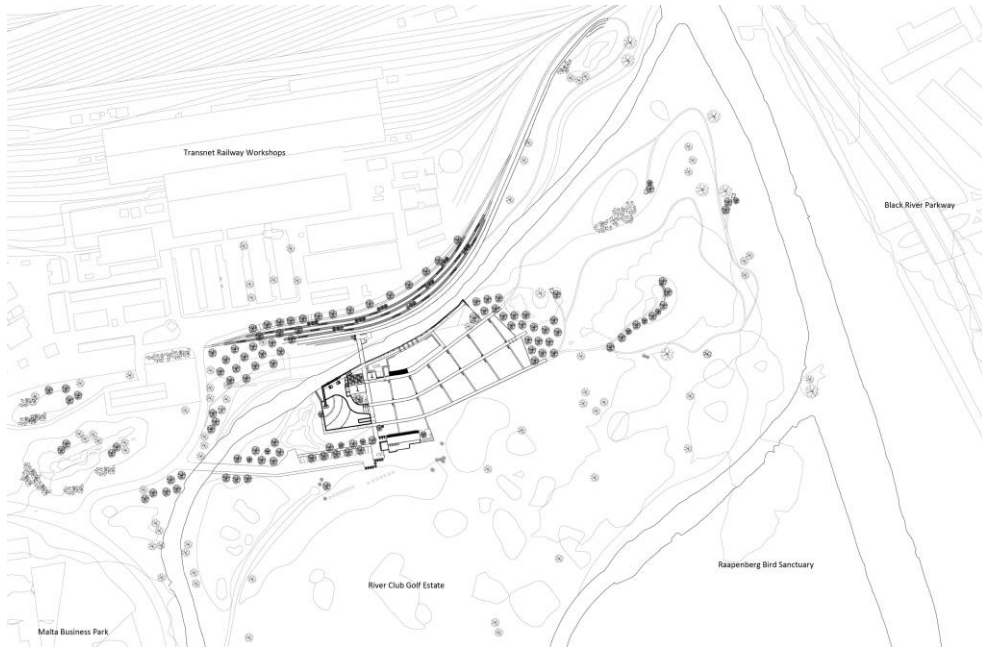 Transnet Railway Workshops
Black River Parkway
Raapenberg Bird Sanctuary
River Club Golf Estate
Malta Business Park